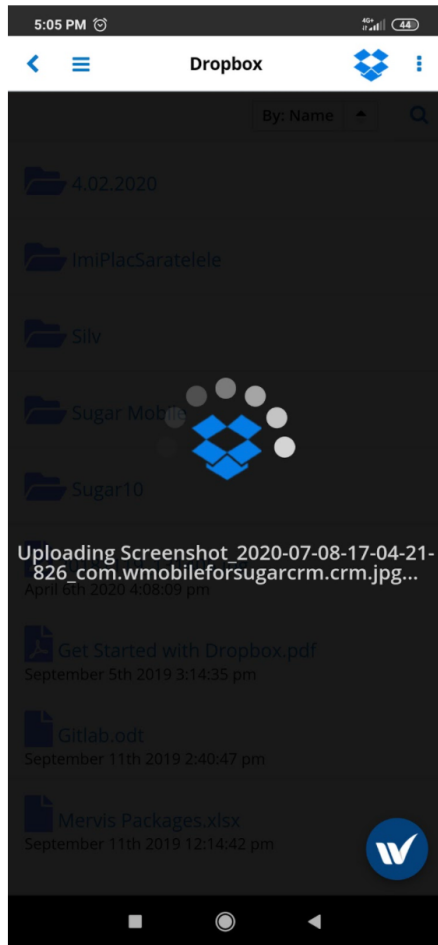 5:05 PM
4G+
44
Dropbox
By: Name
4.02.2020
ImiPlacSaratelele
Silv
Sugar Mobile
Sugar10
Uploading Screenshot_2020-07-08-17-04-21-
826_com.wmobileforsugarcrm.crm.jpg...
April 6th 2020 4:08:09 pm
Get Started with Dropbox.pdf
September 5th 2019 3:14:35 pm
Gitlab.odt
September 11th 2019 2:40:47 pm
Mervis Packages.xlsx
September 11th 2019 12:14:42 pm